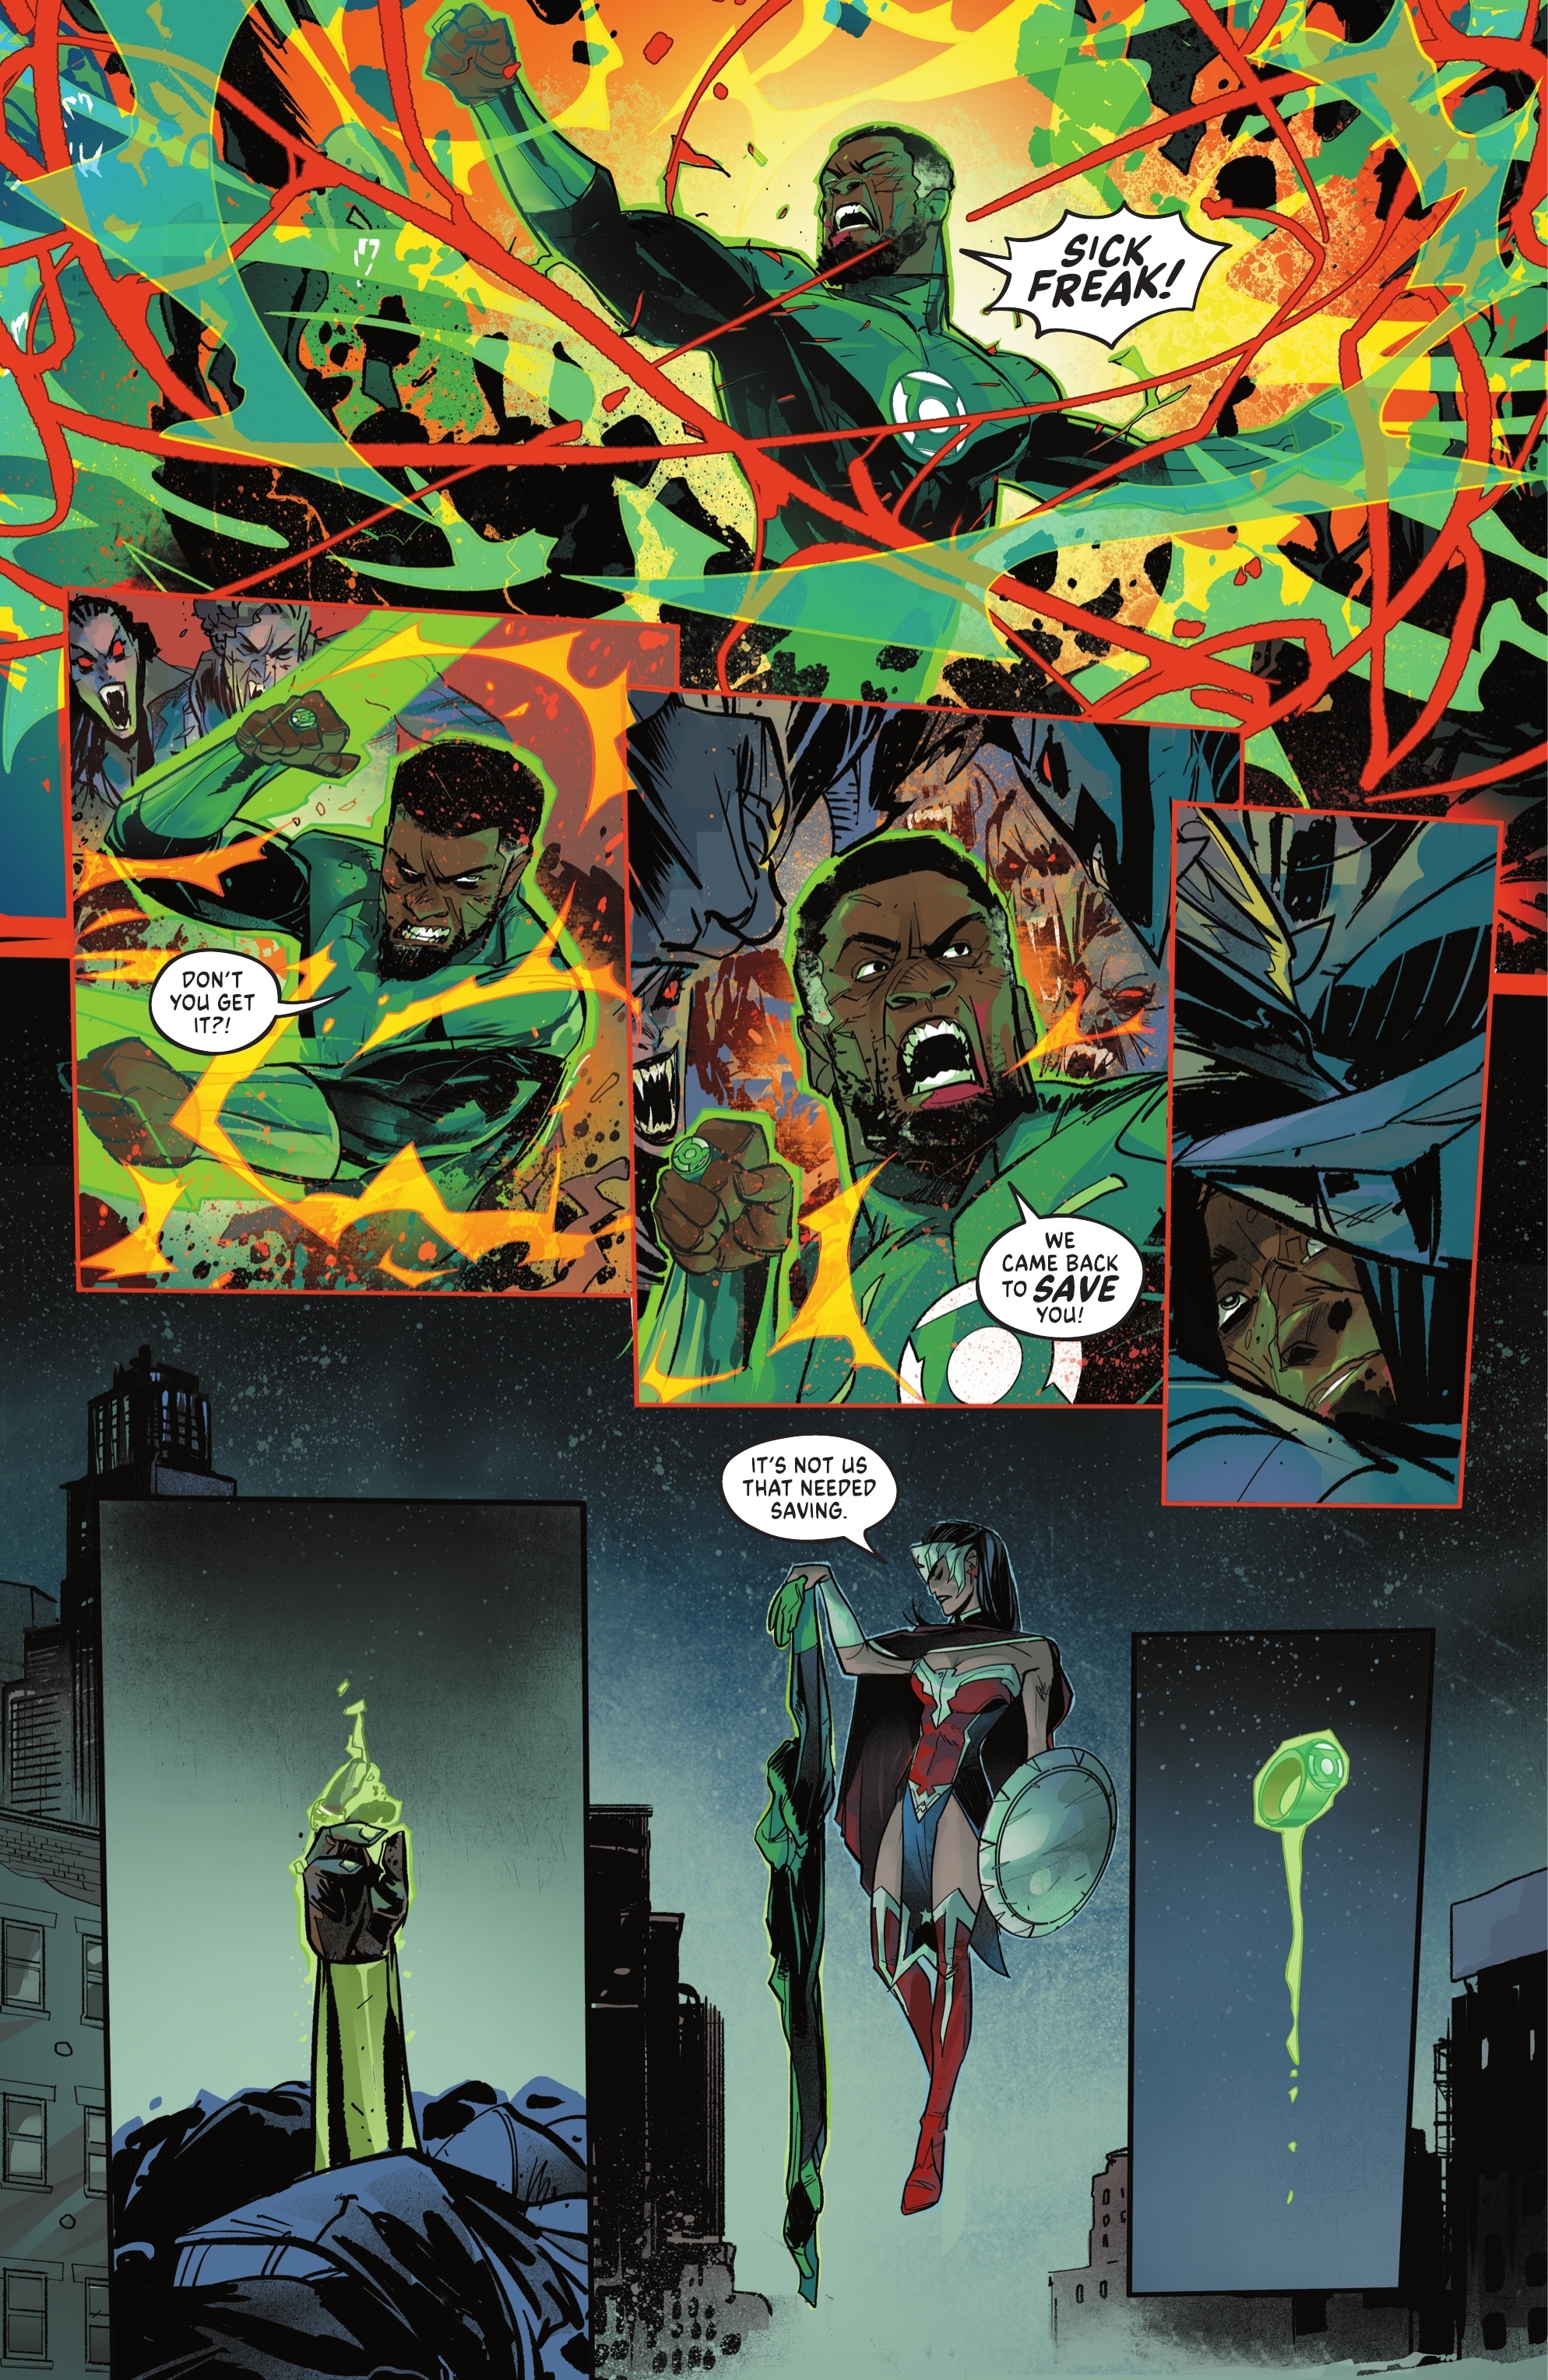 SICK
FREAK!
DON'T
YOU GET
IT?!
WE
CAME BACK
TO SAVE
YOU!
IT'S NOT US
THAT NEEDED
SAVING.